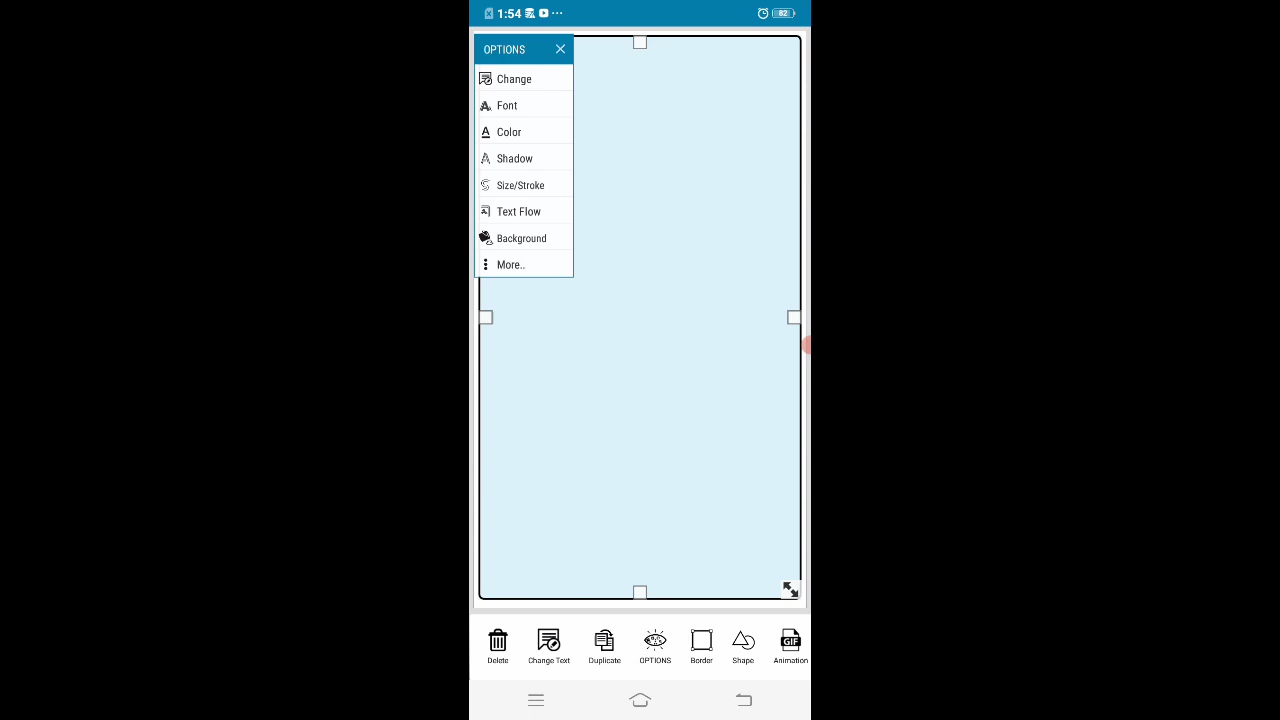 1:54
82
OPTIONS
Change
Font
Color
Shadow
Size/Stroke
Text Flow
Background
More..
Delete
Change Text
Duplicate
OPTIONS
Border
Shape
GIF
Animation